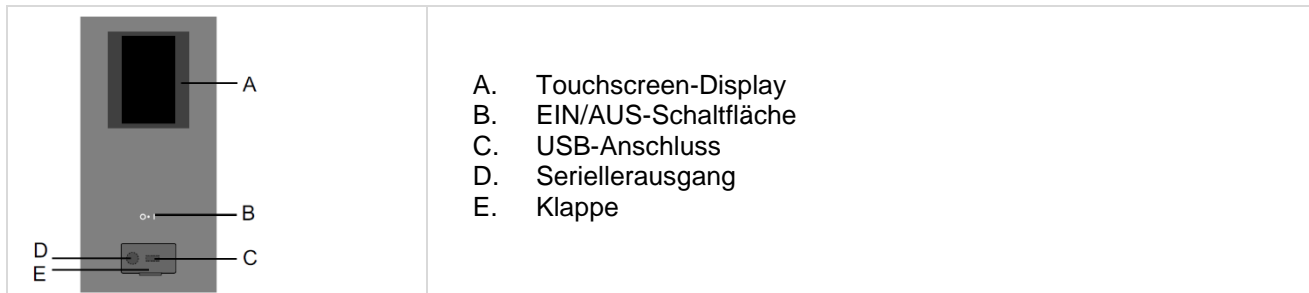 A
B
D
C
E
A. Touchscreen-Display
B. EIN/AUS-Schaltfläche
C. USB-Anschluss
D. Seriellerausgang
E. Klappe